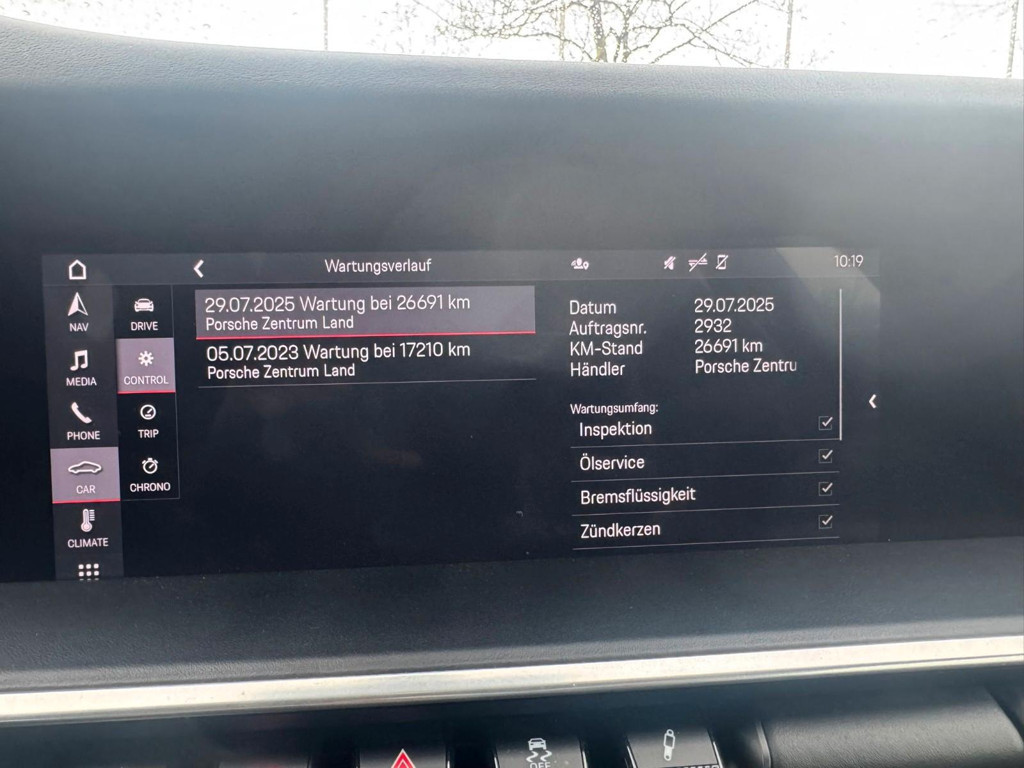 Wartungsverlauf
10:19
NAV
MEDIA
PHONE
CAR
CLIMATE
DRIVE
CONTROL
TRIP
CHRONO
29.07.2025 Wartung bei 26691 km
Porsche Zentrum Land
05.07.2023 Wartung bei 17210 km
Porsche Zentrum Land
Datum 29.07.2025
Auftragsnr. 2932
KM-Stand 26691 km
Händler Porsche Zentru
Wartungsumfang:
Inspektion
Ölservice
Bremsflüssigkeit
Zündkerzen
OFF